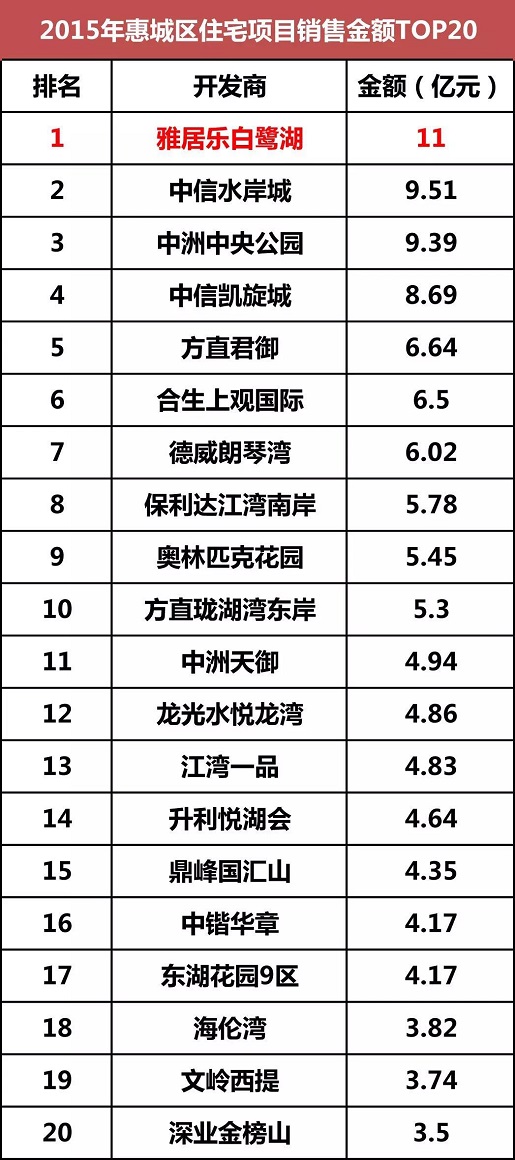 2015年惠城区住宅项目销售金额TOP20
排名 开发商 金额（亿元）
1 雅居乐白鹭湖 11
2 中信水岸城 9.51
3 中洲中央公园 9.39
4 中信凯旋城 8.69
5 方直君御 6.64
6 合生上观国际 6.5
7 德威朗琴湾 6.02
8 保利达江湾南岸 5.78
9 奥林匹克花园 5.45
10 方直珑湖湾东岸 5.3
11 中洲天御 4.94
12 龙光水悦龙湾 4.86
13 江湾一品 4.83
14 升利悦湖会 4.64
15 鼎峰国汇山 4.35
16 中锴华章 4.17
17 东湖花园9区 4.17
18 海伦湾 3.82
19 文岭西提 3.74
20 深业金榜山 3.5